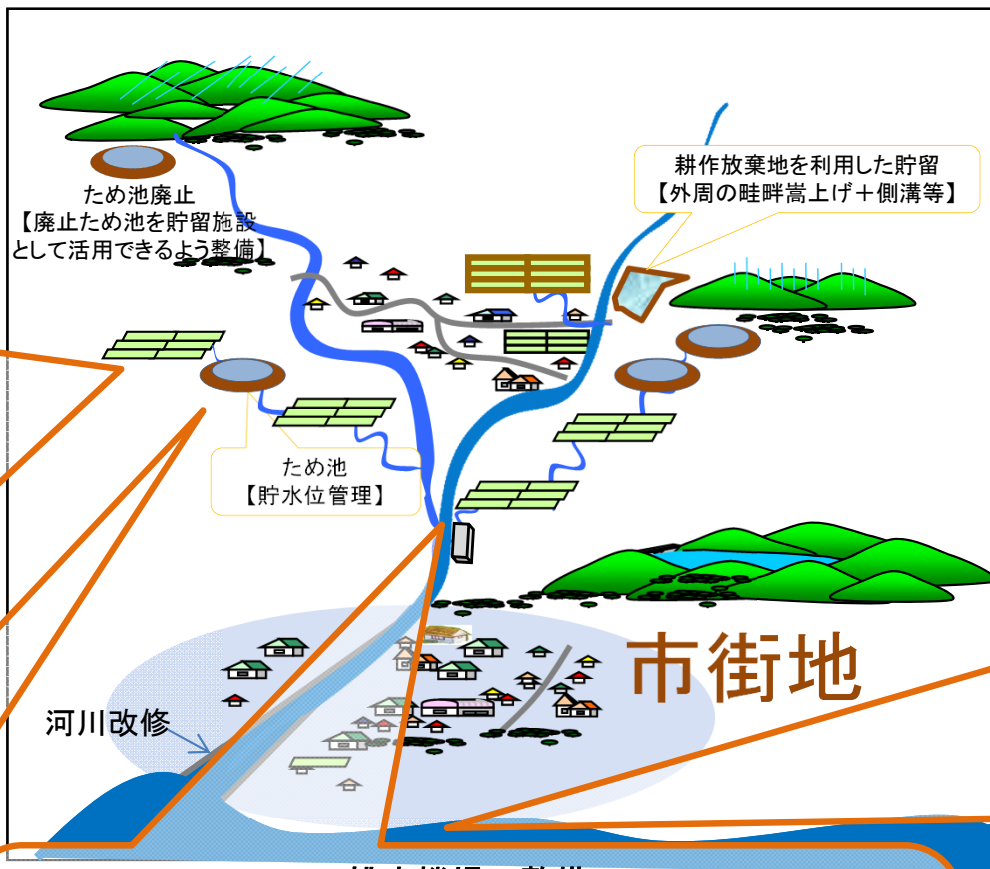 耕作放棄地を利用した貯留
【外周の畦畔嵩上げ＋側溝等】
ため池廃止
【廃止ため池を貯留施設
として活用できるよう整備】
ため池
【貯水位管理】
市街地
河川改修